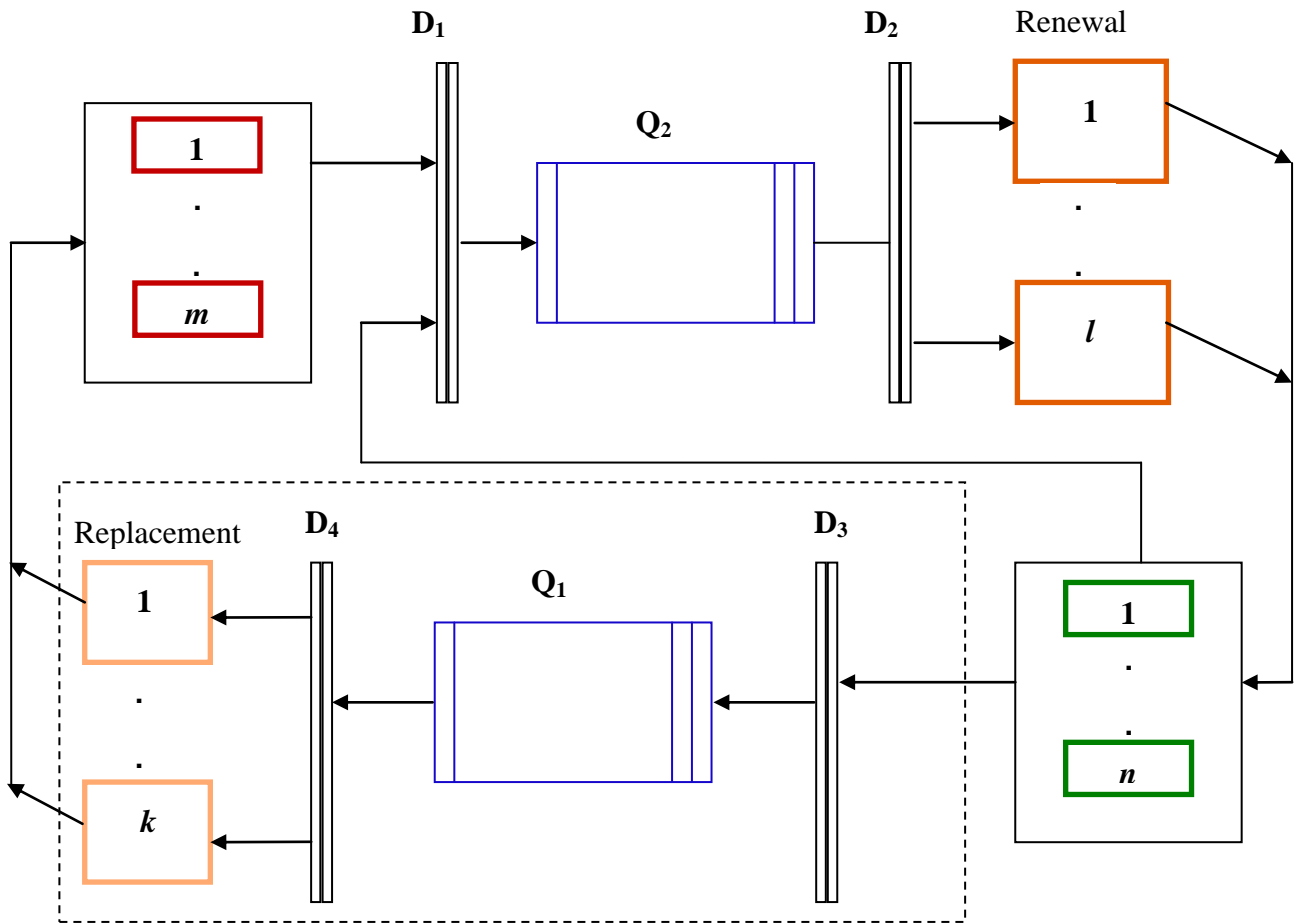 D₁
D₂
Renewal
1
Q₂
1
m
l
Replacement
D₄
D₃
1
Q₁
1
k
n